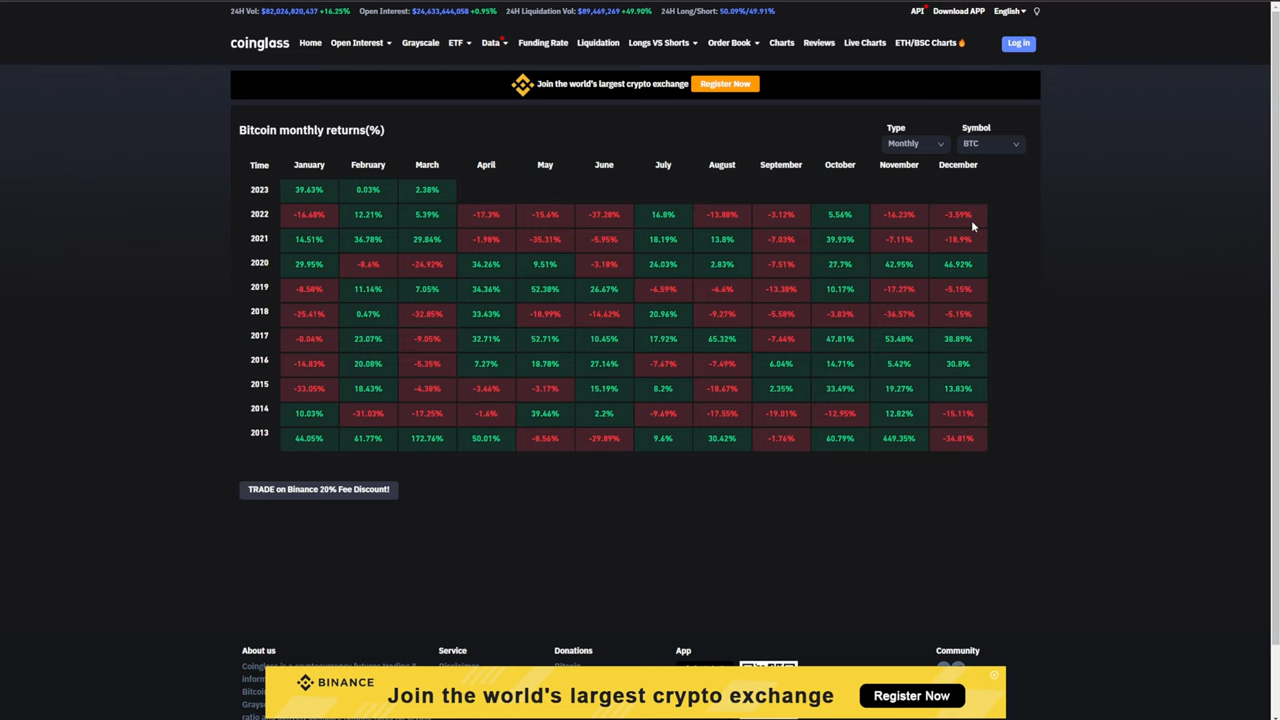 24H Vol: $82,026,820,437 +16.25% Open Interest: $24,633,644,058 +0.95% 24H Liquidation Vol: $89,469,269 +49.90% 24H Long/Short: 50.09%/49.91% API Download APP English
coinglass Home Open Interest Grayscale ETF Data Funding Rate Liquidation Longs VS Shorts Order Book Charts Reviews Live Charts ETH/BSC Charts Log in
Join the world's largest crypto exchange Register Now
Bitcoin monthly returns(%)
Type Symbol
Monthly BTC
Time January February March April May June July August September October November December
2023 39.63% 0.03% 2.38%
2022 -16.68% 12.21% 5.39% -17.3% -15.6% -37.28% 16.8% -13.88% -3.12% 5.56% -16.23% -3.59%
2021 14.51% 36.78% 29.84% -1.98% -35.31% -5.95% 18.19% 13.8% -7.03% 39.93% -7.11% -18.9%
2020 29.95% -8.6% -24.92% 34.26% 9.51% -3.18% 24.03% 2.83% -7.51% 27.7% 42.95% 46.92%
2019 -8.58% 11.14% 7.05% 34.36% 52.38% 26.67% -6.59% -4.6% -13.38% 10.17% -17.27% -5.15%
2018 -25.41% 0.47% -32.85% 33.43% -18.99% -14.62% 20.96% -9.27% -5.58% -3.83% -36.57% -5.15%
2017 -0.04% 23.07% -9.05% 32.71% 52.71% 10.45% 17.92% 65.32% -7.44% 47.81% 53.48% 38.89%
2016 -14.83% 20.08% -5.35% 7.27% 18.78% 27.14% -7.67% -7.49% 6.04% 14.71% 5.42% 30.8%
2015 -33.05% 18.43% -4.38% -3.46% -3.17% 15.19% 8.2% -18.67% 2.35% 33.49% 19.27% 13.83%
2014 10.03% -31.03% -17.25% -1.6% 39.46% 2.2% -9.69% -17.55% -19.01% -12.95% 12.82% -15.11%
2013 44.05% 61.77% 172.76% 50.01% -8.56% -29.89% 9.6% 30.42% -1.76% 60.79% 449.35% -34.81%
TRADE on Binance 20% Fee Discount!
About us Service Donations App Community
BINANCE Join the world's largest crypto exchange Register Now